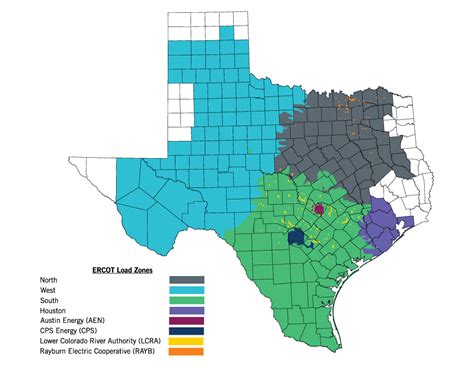 ERCOT Load Zones
North
West
South
Houston
Austin Energy (AEN)
CPS Energy (CPS)
Lower Colorado River Authority (LCRA)
Rayburn Electric Cooperative (RAYB)